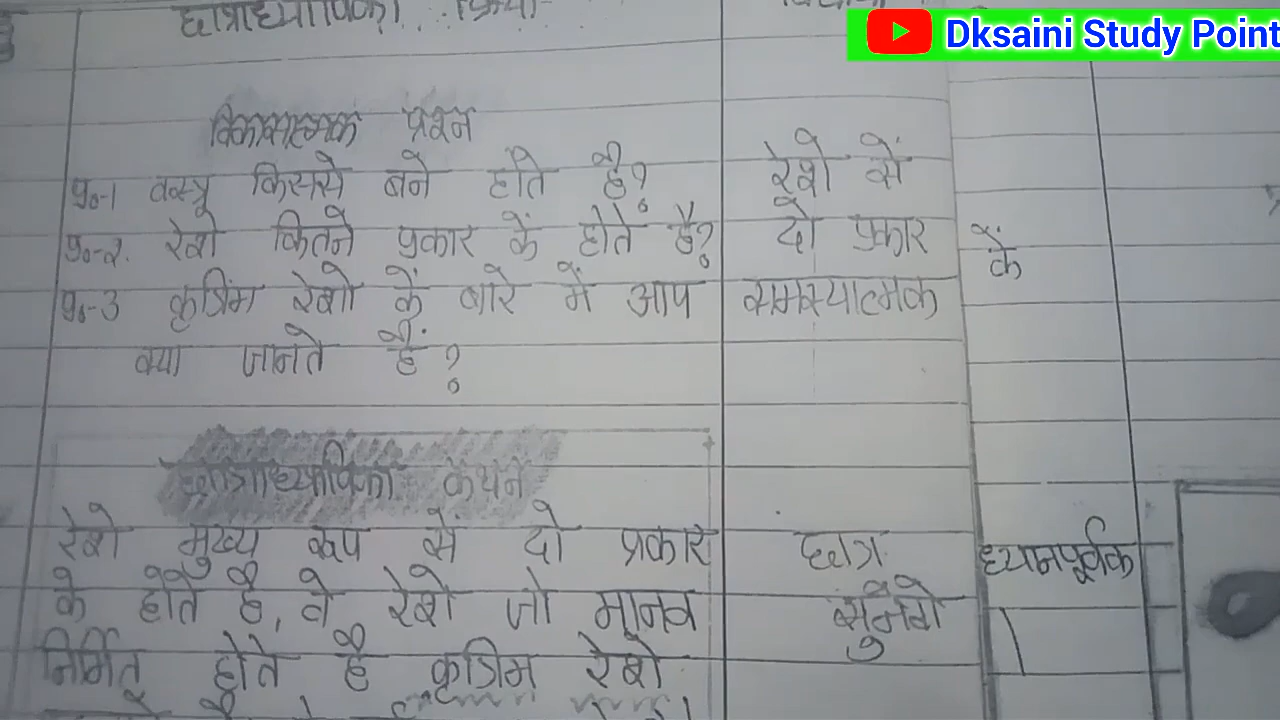 छात्राध्यापिका क्रिया
Dksaini Study Point
विकासात्मक प्रश्न
प्र०-1 वस्त्र किससे बने होते है? रेशो सें
प्र०-2. रेशो कितने प्रकार कें होते है? दो प्रकार कें
प्र०-3 कृत्रिम रेशो कें बारे में आप समस्यात्मक
क्या जानते हैं?
छात्राध्यापिका कथन
रेशो मुख्य रूप सें दो प्रकार छात्र ध्यानपूर्वक
के होते है, वे रेशो जो मानव सुनेगे
निर्मित होते है कृत्रिम रेशो